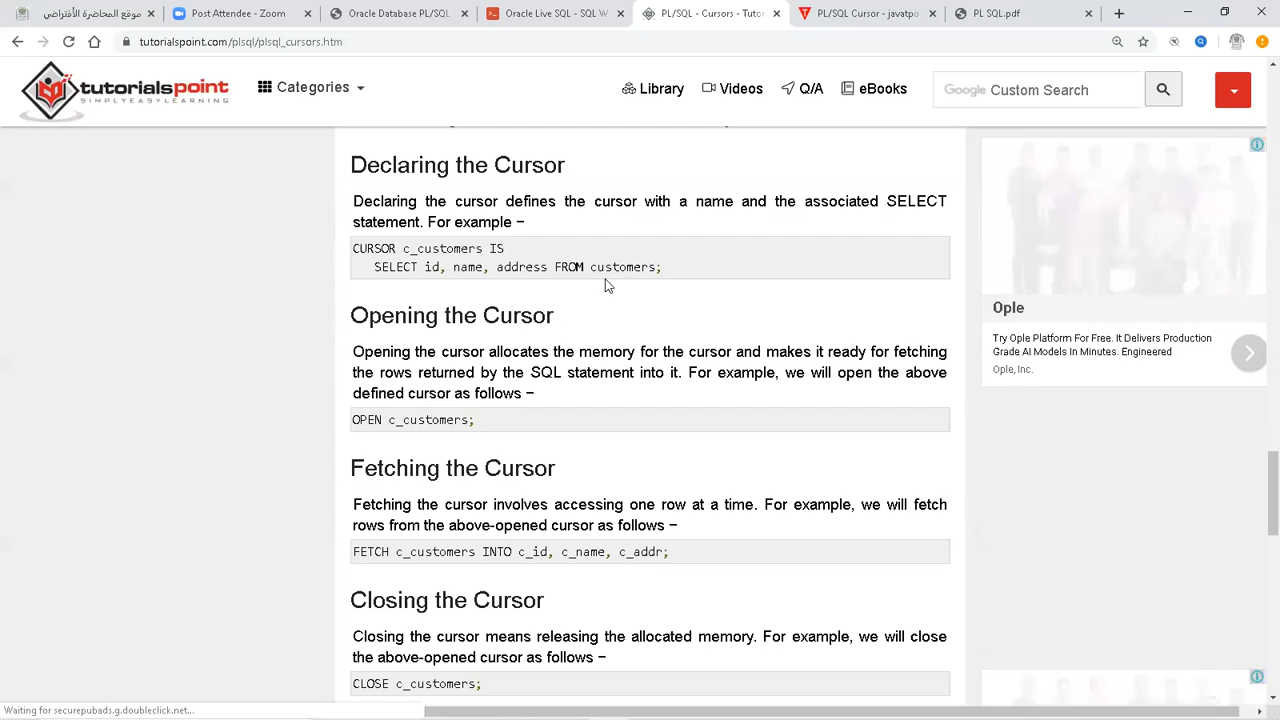 موقع المحاضرة الأفتراضي
Post Attendee - Zoom
Oracle Database PL/SQL
Oracle Live SQL - SQL W
PL/SQL - Cursors - Tutor
PL/SQL Cursor - javatp
PL SQL.pdf
tutorialspoint.com/plsql/plsql_cursors.htm
tutorialspoint
SIMPLYEASYLEARNING
Categories
Library
Videos
Q/A
eBooks
Google Custom Search
Declaring the Cursor
Declaring the cursor defines the cursor with a name and the associated SELECT
statement. For example −
CURSOR c_customers IS
SELECT id, name, address FROM customers;
Opening the Cursor
Opening the cursor allocates the memory for the cursor and makes it ready for fetching
the rows returned by the SQL statement into it. For example, we will open the above
defined cursor as follows −
OPEN c_customers;
Fetching the Cursor
Fetching the cursor involves accessing one row at a time. For example, we will fetch
rows from the above-opened cursor as follows −
FETCH c_customers INTO c_id, c_name, c_addr;
Closing the Cursor
Closing the cursor means releasing the allocated memory. For example, we will close
the above-opened cursor as follows −
CLOSE c_customers;
Ople
Try Ople Platform For Free. It Delivers Production
Grade AI Models In Minutes. Engineered
Ople, Inc.
Waiting for securepubads.g.doubleclick.net...